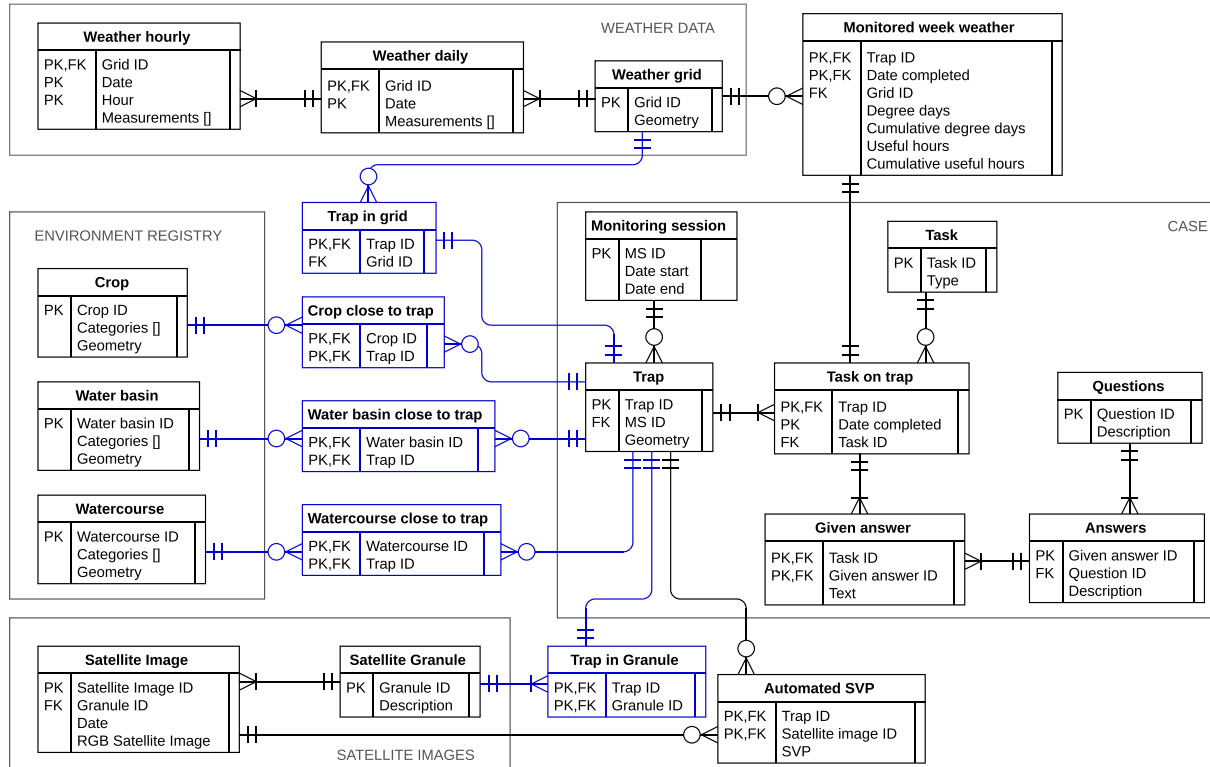 WEATHER DATA
Weather hourly
PK,FK Grid ID
PK Date
PK Hour
Measurements []
Weather daily
PK,FK Grid ID
PK Date
Measurements []
Weather grid
PK Grid ID
Geometry
Monitored week weather
PK,FK Trap ID
PK,FK Date completed
FK Grid ID
Degree days
Cumulative degree days
Useful hours
Cumulative useful hours
Trap in grid
PK,FK Trap ID
FK Grid ID
ENVIRONMENT REGISTRY
Crop
PK Crop ID
Categories []
Geometry
Crop close to trap
PK,FK Crop ID
PK,FK Trap ID
Water basin
PK Water basin ID
Categories []
Geometry
Water basin close to trap
PK,FK Water basin ID
PK,FK Trap ID
Watercourse
PK Watercourse ID
Categories []
Geometry
Watercourse close to trap
PK,FK Watercourse ID
PK,FK Trap ID
CASE
Monitoring session
PK MS ID
Date start
Date end
Task
PK Task ID
Type
Trap
PK Trap ID
FK MS ID
Geometry
Task on trap
PK,FK Trap ID
PK Date completed
FK Task ID
Questions
PK Question ID
Description
Given answer
PK,FK Task ID
PK,FK Given answer ID
Text
Answers
PK Given answer ID
FK Question ID
Description
Satellite Image
PK Satellite Image ID
FK Granule ID
Date
RGB Satellite Image
Satellite Granule
PK Granule ID
Description
SATELLITE IMAGES
Trap in Granule
PK,FK Trap ID
PK,FK Granule ID
Automated SVP
PK,FK Trap ID
PK,FK Satellite image ID
SVP